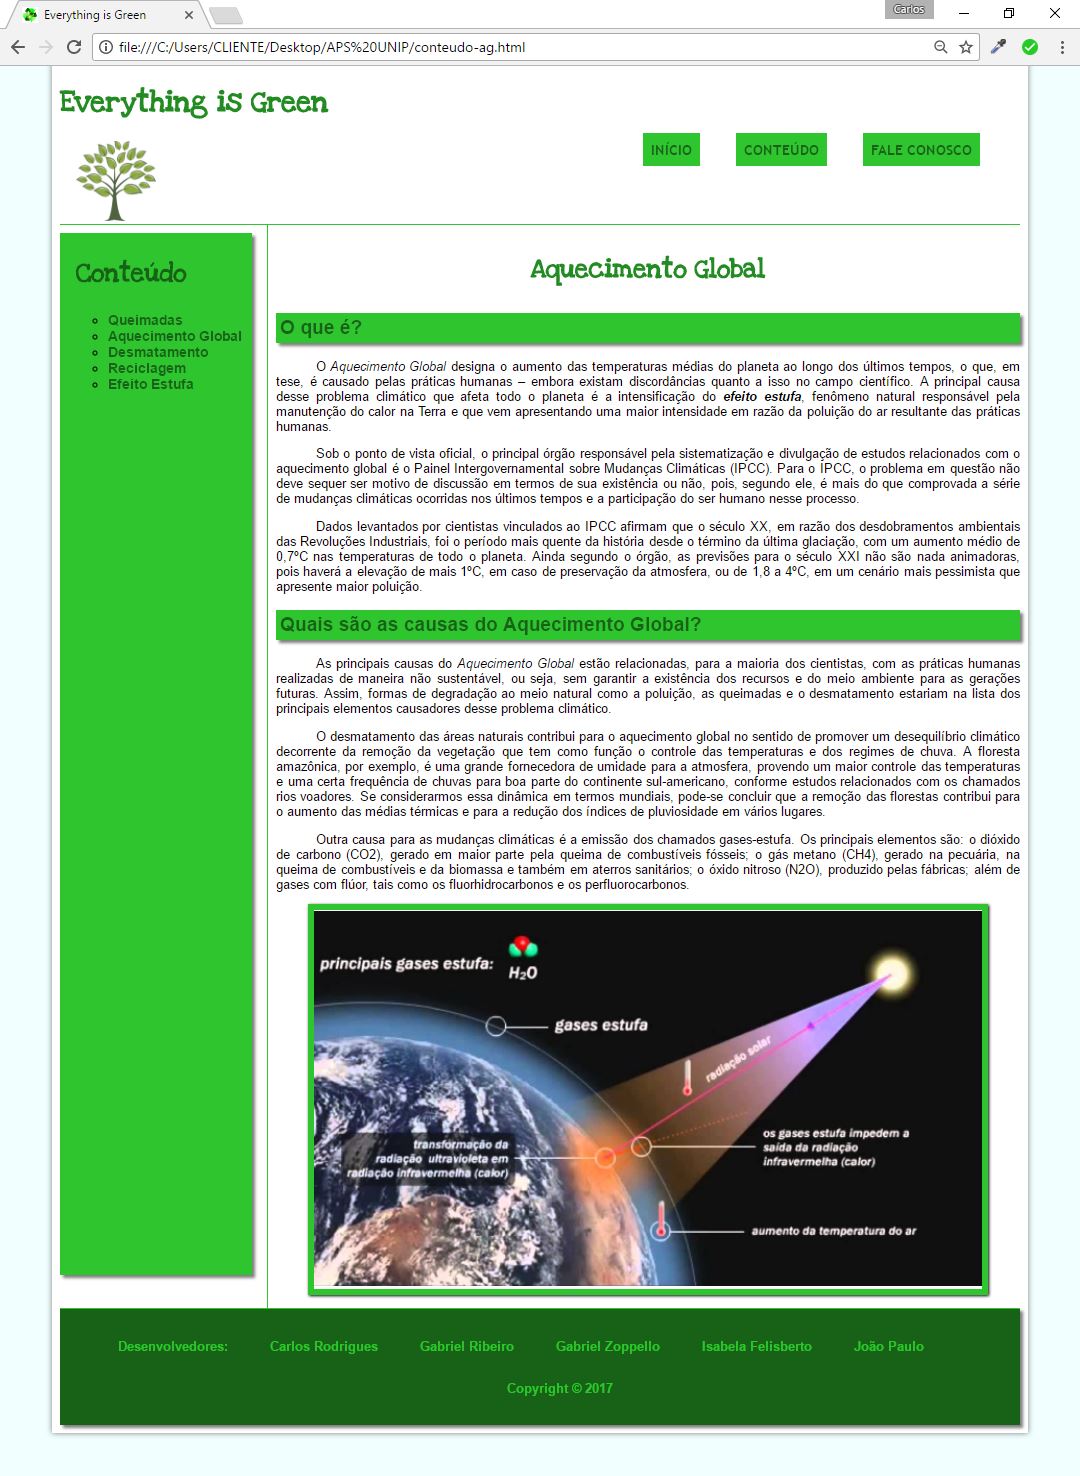 Everything is Green
Carlos
file:///C:/Users/CLIENTE/Desktop/APS%20UNIP/conteudo-ag.html
Everything is Green
INÍCIO CONTEÚDO FALE CONOSCO
Conteúdo
Queimadas
Aquecimento Global
Desmatamento
Reciclagem
Efeito Estufa
Aquecimento Global
O que é?
O Aquecimento Global designa o aumento das temperaturas médias do planeta ao longo dos últimos tempos, o que, em
tese, é causado pelas práticas humanas – embora existam discordâncias quanto a isso no campo científico. A principal causa
desse problema climático que afeta todo o planeta é a intensificação do efeito estufa, fenômeno natural responsável pela
manutenção do calor na Terra e que vem apresentando uma maior intensidade em razão da poluição do ar resultante das práticas
humanas.
Sob o ponto de vista oficial, o principal órgão responsável pela sistematização e divulgação de estudos relacionados com o
aquecimento global é o Painel Intergovernamental sobre Mudanças Climáticas (IPCC). Para o IPCC, o problema em questão não
deve sequer ser motivo de discussão em termos de sua existência ou não, pois, segundo ele, é mais do que comprovada a série
de mudanças climáticas ocorridas nos últimos tempos e a participação do ser humano nesse processo.
Dados levantados por cientistas vinculados ao IPCC afirmam que o século XX, em razão dos desdobramentos ambientais
das Revoluções Industriais, foi o período mais quente da história desde o término da última glaciação, com um aumento médio de
0,7ºC nas temperaturas de todo o planeta. Ainda segundo o órgão, as previsões para o século XXI não são nada animadoras,
pois haverá a elevação de mais 1ºC, em caso de preservação da atmosfera, ou de 1,8 a 4ºC, em um cenário mais pessimista que
apresente maior poluição.
Quais são as causas do Aquecimento Global?
As principais causas do Aquecimento Global estão relacionadas, para a maioria dos cientistas, com as práticas humanas
realizadas de maneira não sustentável, ou seja, sem garantir a existência dos recursos e do meio ambiente para as gerações
futuras. Assim, formas de degradação ao meio natural como a poluição, as queimadas e o desmatamento estariam na lista dos
principais elementos causadores desse problema climático.
O desmatamento das áreas naturais contribui para o aquecimento global no sentido de promover um desequilíbrio climático
decorrente da remoção da vegetação que tem como função o controle das temperaturas e dos regimes de chuva. A floresta
amazônica, por exemplo, é uma grande fornecedora de umidade para a atmosfera, provendo um maior controle das temperaturas
e uma certa frequência de chuvas para boa parte do continente sul-americano, conforme estudos relacionados com os chamados
rios voadores. Se considerarmos essa dinâmica em termos mundiais, pode-se concluir que a remoção das florestas contribui para
o aumento das médias térmicas e para a redução dos índices de pluviosidade em vários lugares.
Outra causa para as mudanças climáticas é a emissão dos chamados gases-estufa. Os principais elementos são: o dióxido
de carbono (CO2), gerado em maior parte pela queima de combustíveis fósseis; o gás metano (CH4), gerado na pecuária, na
queima de combustíveis e da biomassa e também em aterros sanitários; o óxido nitroso (N2O), produzido pelas fábricas; além de
gases com flúor, tais como os fluorhidrocarbonos e os perfluorocarbonos.
principais gases estufa:
H₂O
gases estufa
radiação solar
transformação da
radiação ultravioleta em
radiação infravermelha (calor)
os gases estufa impedem a
saída da radiação
infravermelha (calor)
aumento da temperatura do ar
Desenvolvedores: Carlos Rodrigues Gabriel Ribeiro Gabriel Zoppello Isabela Felisberto João Paulo
Copyright © 2017